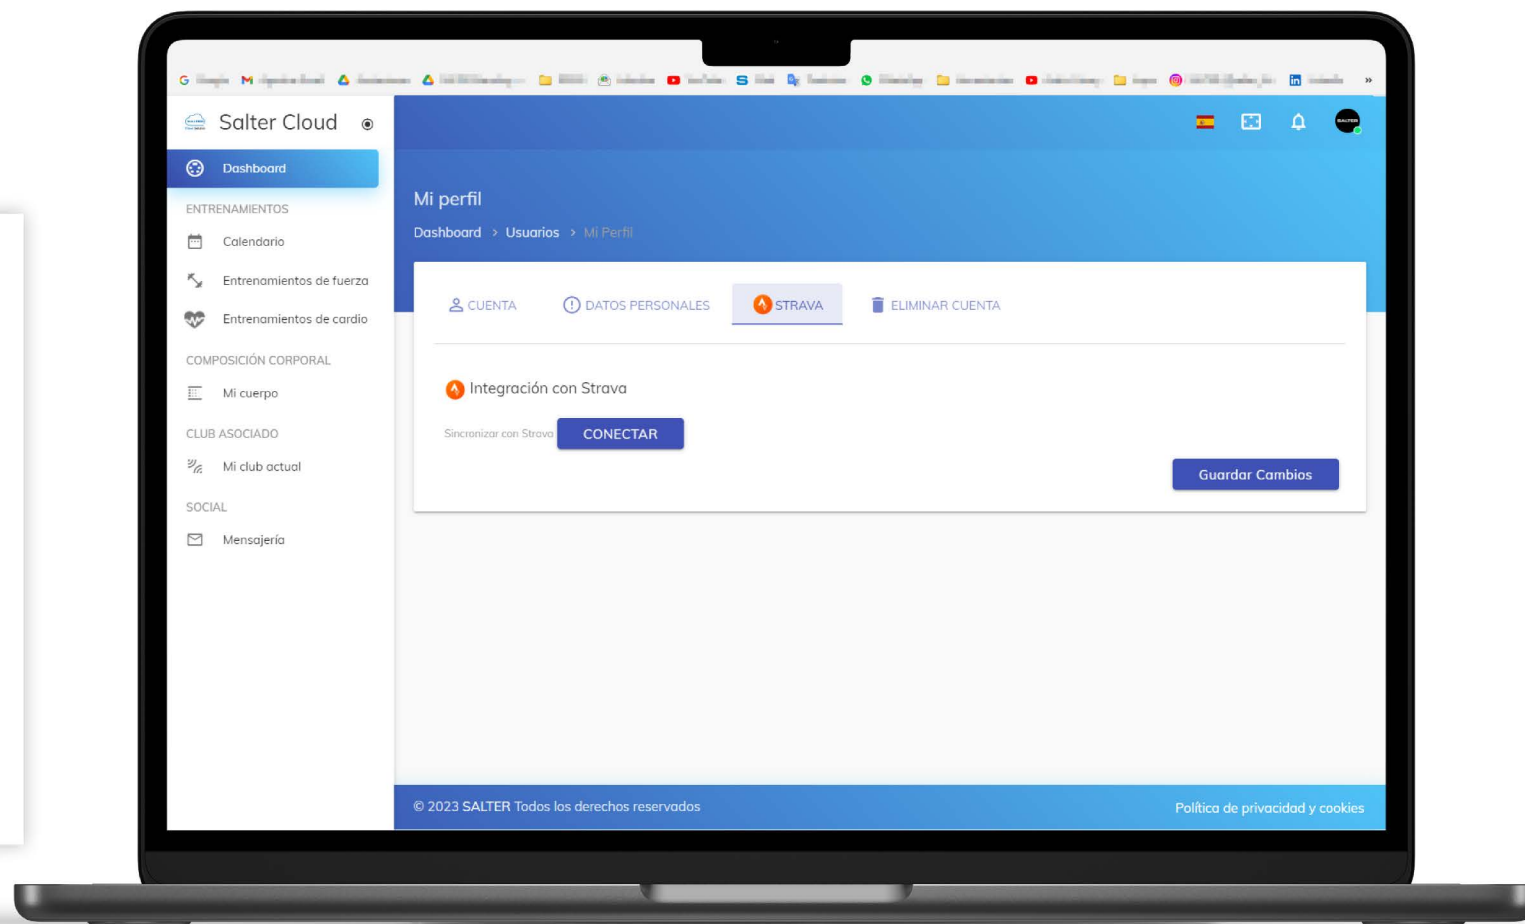 Salter Cloud
Dashboard
ENTRENAMIENTOS
Calendario
Entrenamientos de fuerza
Entrenamientos de cardio
COMPOSICIÓN CORPORAL
Mi cuerpo
CLUB ASOCIADO
Mi club actual
SOCIAL
Mensajería
SALTER
Mi perfil
Dashboard > Usuarios > Mi Perfil
CUENTA DATOS PERSONALES STRAVA ELIMINAR CUENTA
Integración con Strava
Sincronizar con Strava CONECTAR
Guardar Cambios
© 2023 SALTER Todos los derechos reservados
Política de privacidad y cookies